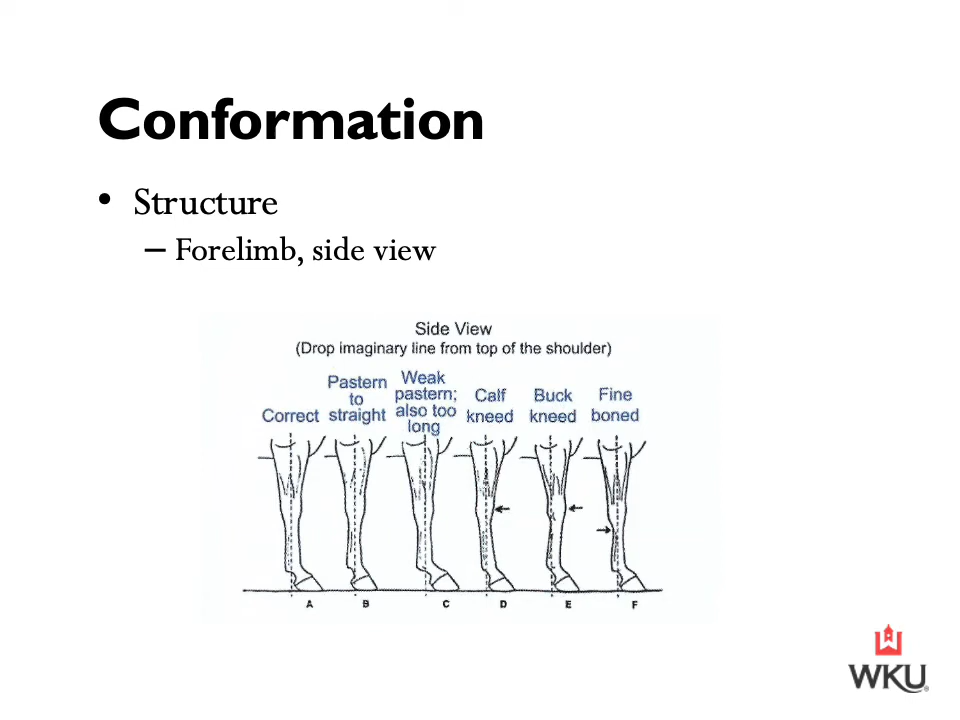 Conformation
• Structure
– Forelimb, side view
Side View
(Drop imaginary line from top of the shoulder)
Correct
Pastern
to
straight
Weak
pastern;
also too
long
Calf
kneed
Buck
kneed
Fine
boned
A B C D E F
WKU®